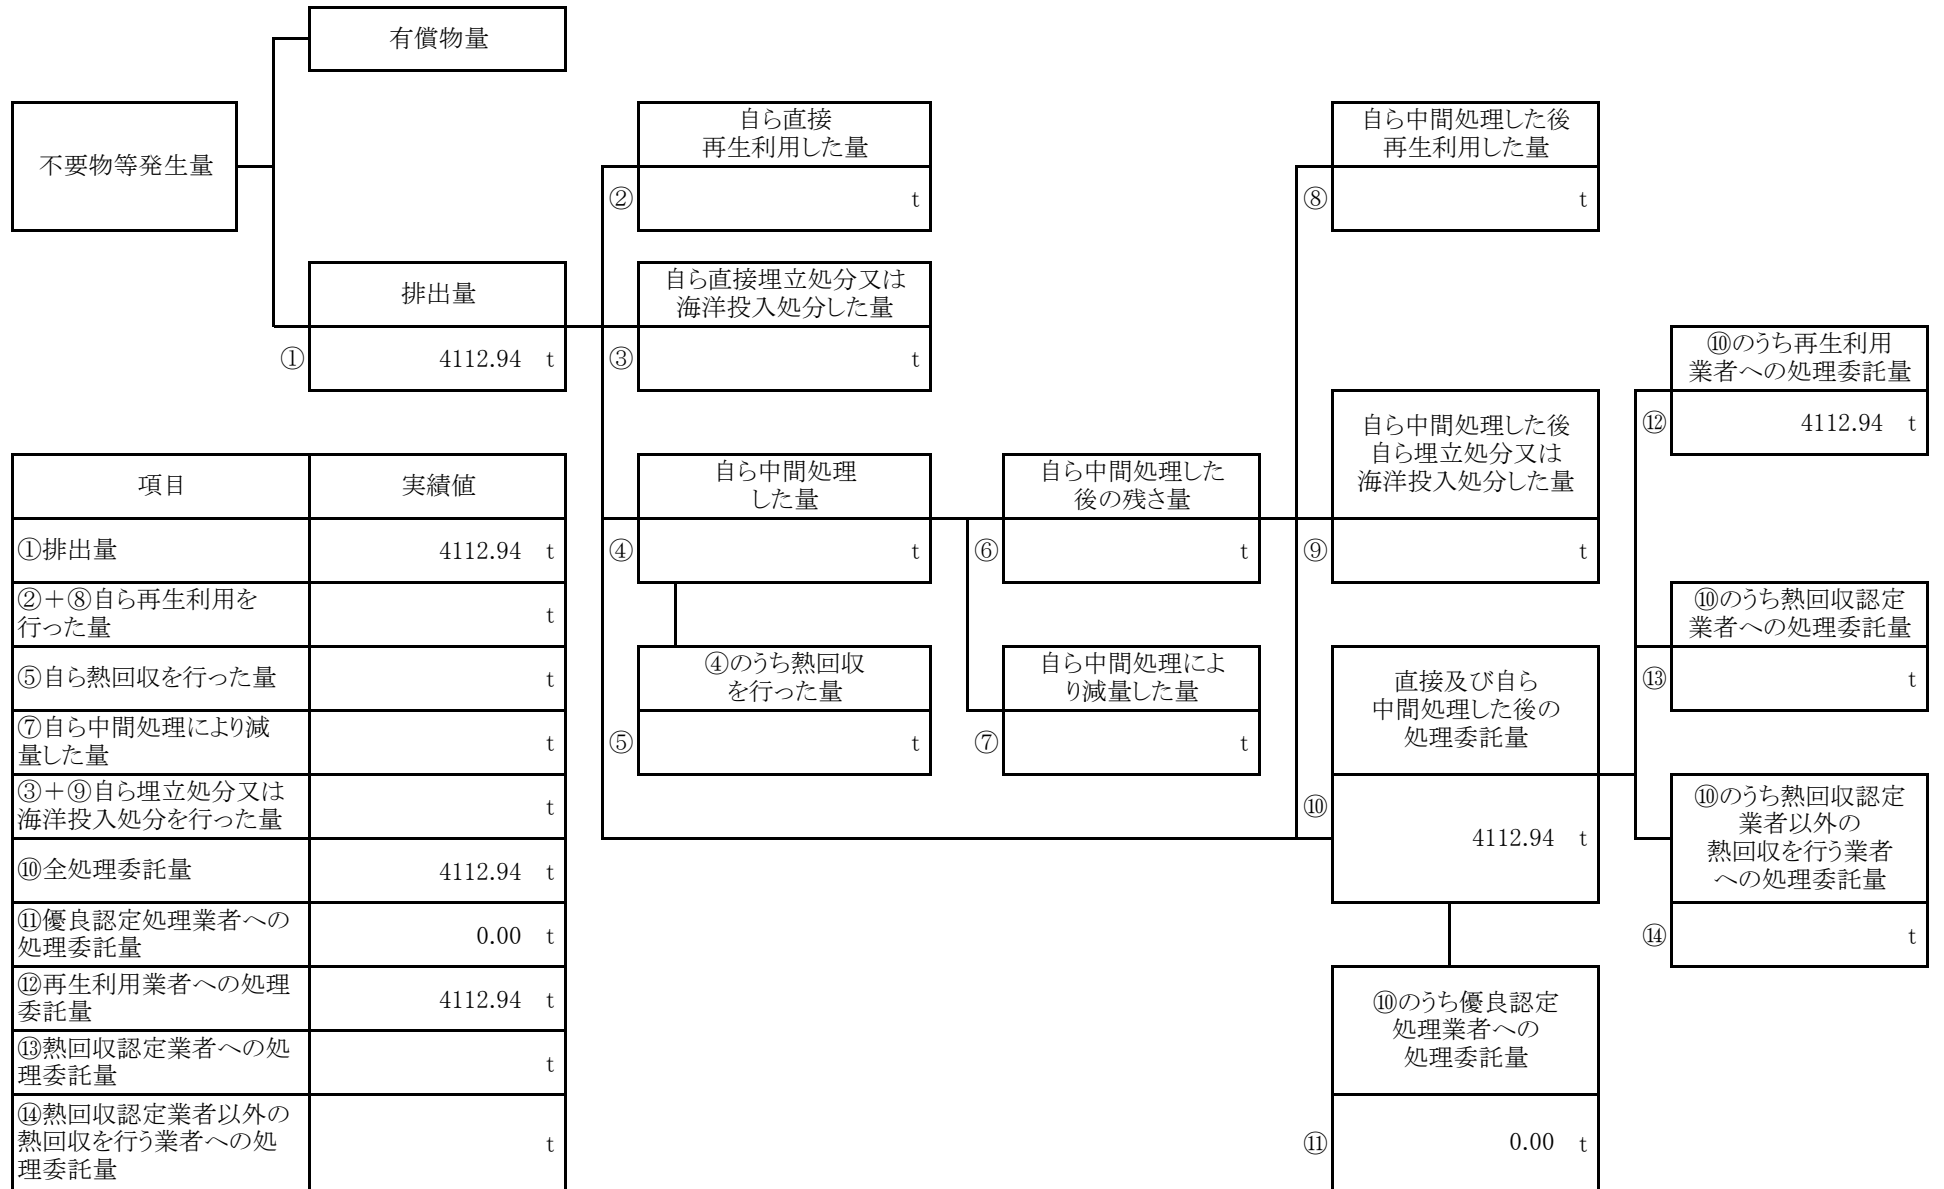 有償物量
不要物等発生量
排出量
①
4112.94 t
自ら直接
再生利用した量
②
t
自ら直接埋立処分又は
海洋投入処分した量
③
t
自ら中間処理
した量
④
t
④のうち熱回収
を行った量
⑤
t
自ら中間処理した
後の残さ量
⑥
t
自ら中間処理によ
り減量した量
⑦
t
自ら中間処理した後
再生利用した量
⑧
t
自ら中間処理した後
自ら埋立処分又は
海洋投入処分した量
⑨
t
直接及び自ら
中間処理した後の
処理委託量
⑩
4112.94 t
⑩のうち優良認定
処理業者への
処理委託量
⑪
0.00 t
⑩のうち再生利用
業者への処理委託量
⑫
4112.94 t
⑩のうち熱回収認定
業者への処理委託量
⑬
t
⑩のうち熱回収認定
業者以外の
熱回収を行う業者
への処理委託量
⑭
t
項目 実績値
①排出量 4112.94 t
②+⑧自ら再生利用を
行った量
t
⑤自ら熱回収を行った量 t
⑦自ら中間処理により減
量した量
t
③+⑨自ら埋立処分又は
海洋投入処分を行った量
t
⑩全処理委託量 4112.94 t
⑪優良認定処理業者への
処理委託量
0.00 t
⑫再生利用業者への処理
委託量
4112.94 t
⑬熱回収認定業者への処
理委託量
t
⑭熱回収認定業者以外の
熱回収を行う業者への処
理委託量
t